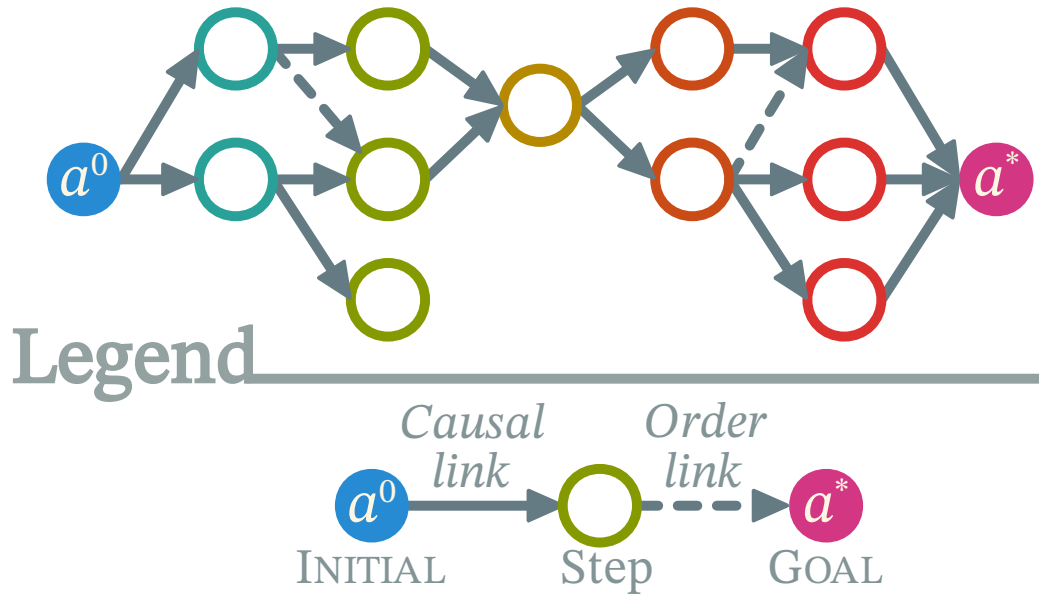 a⁰ a*
Legend
Causal Order
link link
a⁰ a*
INITIAL Step GOAL